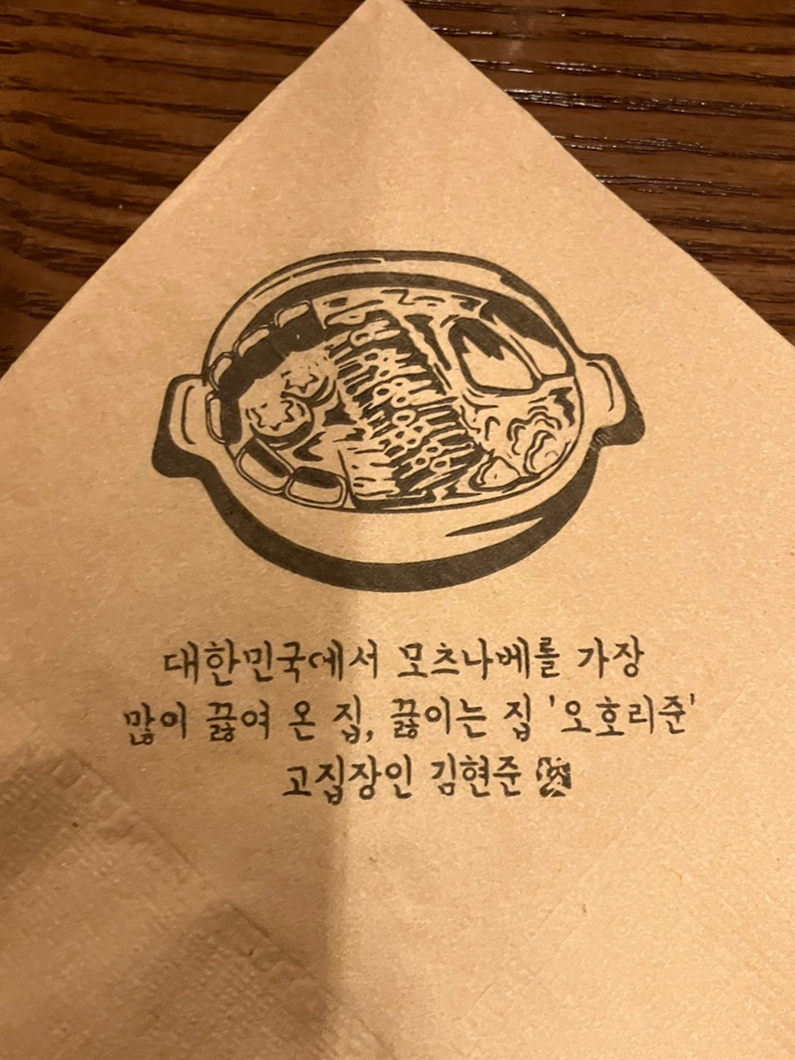 대한민국에서 모츠나베를 가장
많이 끓여 온 집, 끓이는 집 '오호리준'
고집장인 김현준